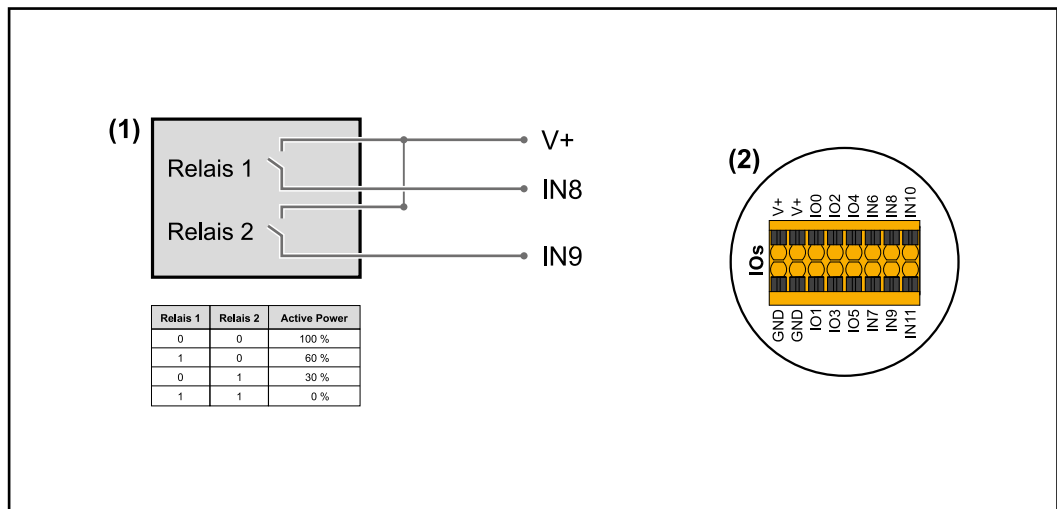 (1)
Relais 1
Relais 2
V+
IN8
IN9
Relais 1 Relais 2 Active Power
0 0 100 %
1 0 60 %
0 1 30 %
1 1 0 %
(2)
IOs
V+ V+ IO0 IO2 IO4 IN6 IN8 IN10
GND GND IO1 IO3 IO5 IN7 IN9 IN11